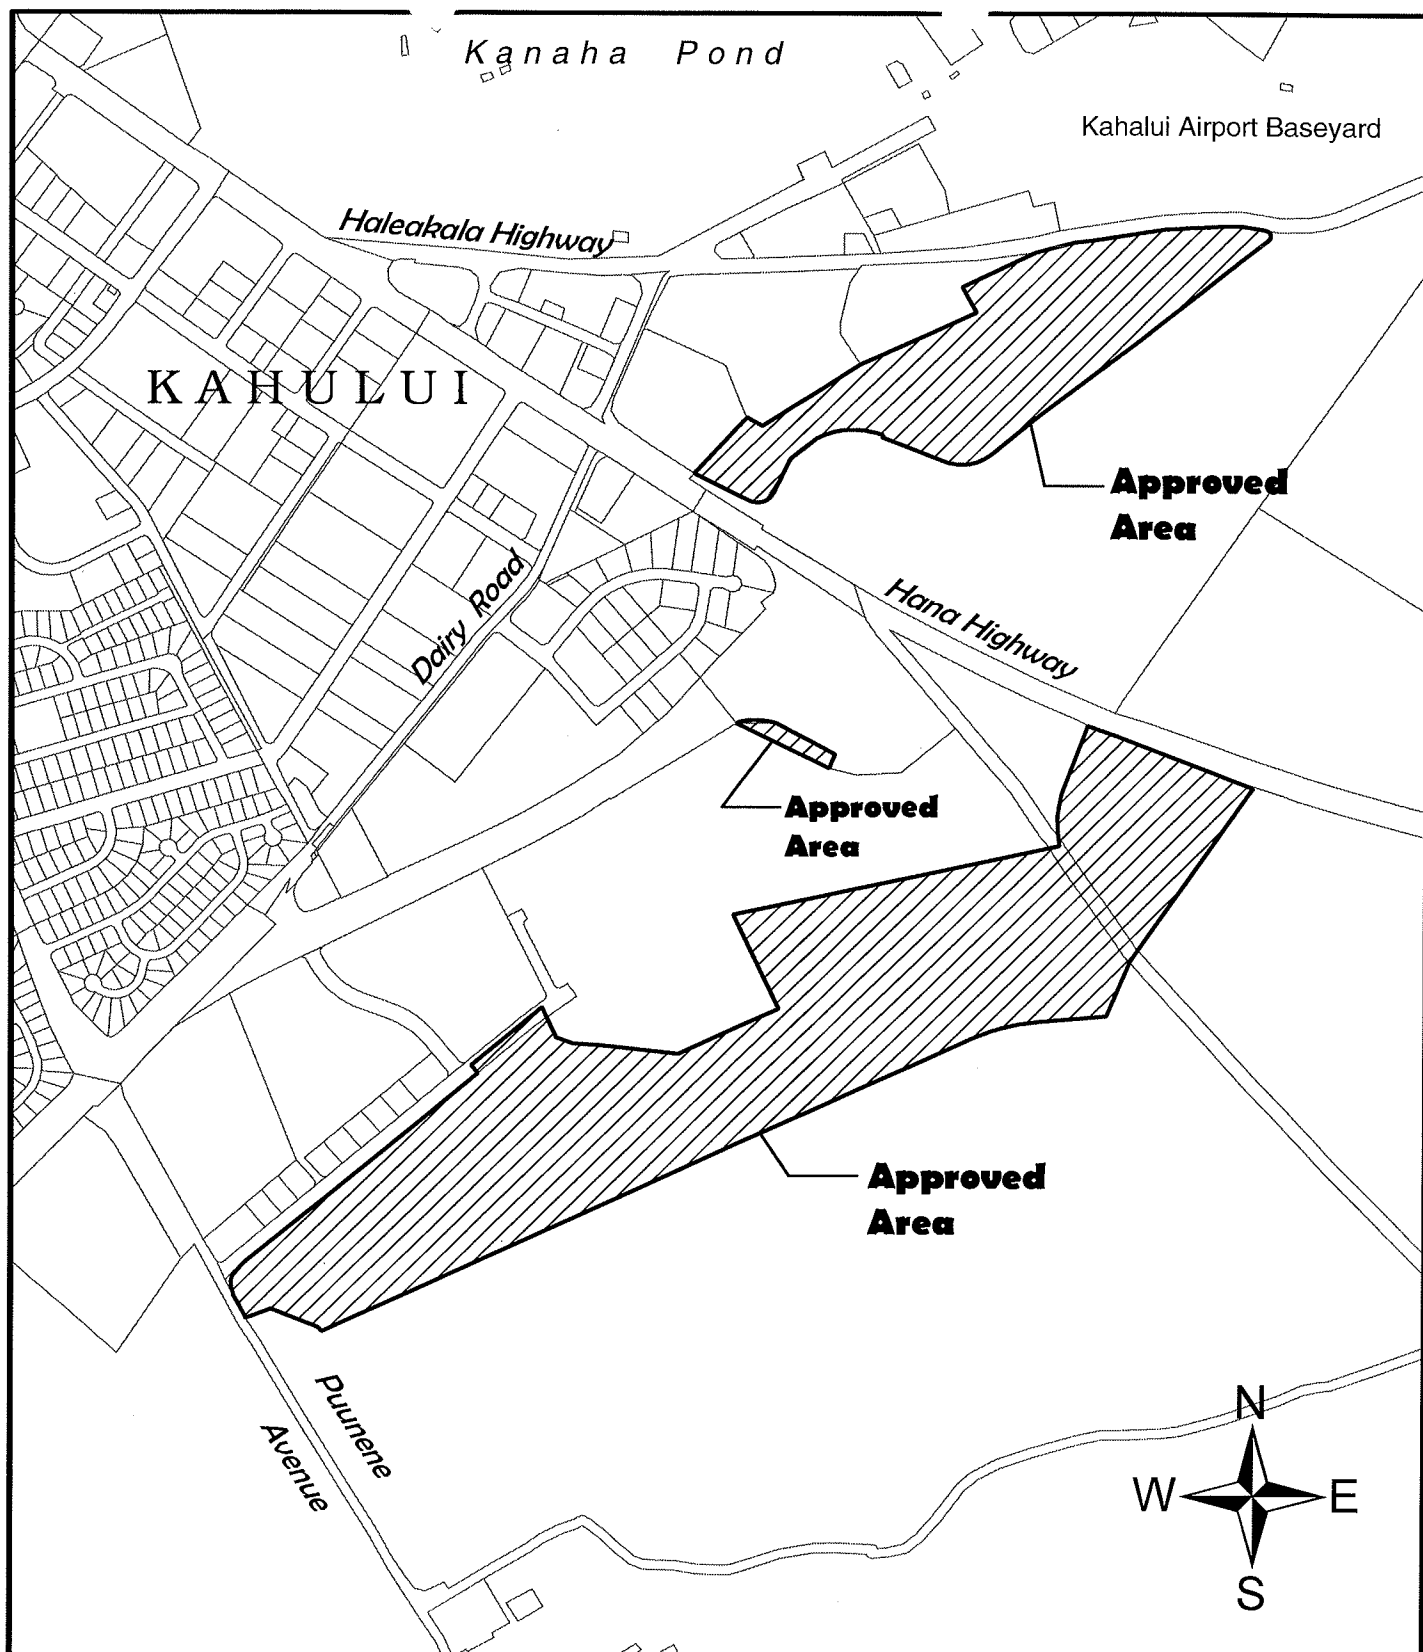 Kanaha Pond
Kahalui Airport Baseyard
Haleakala Highway
KAHULUI
Approved
Area
Dairy Road
Hana Highway
Approved
Area
Approved
Area
Puunene
Avenue
N
W E
S